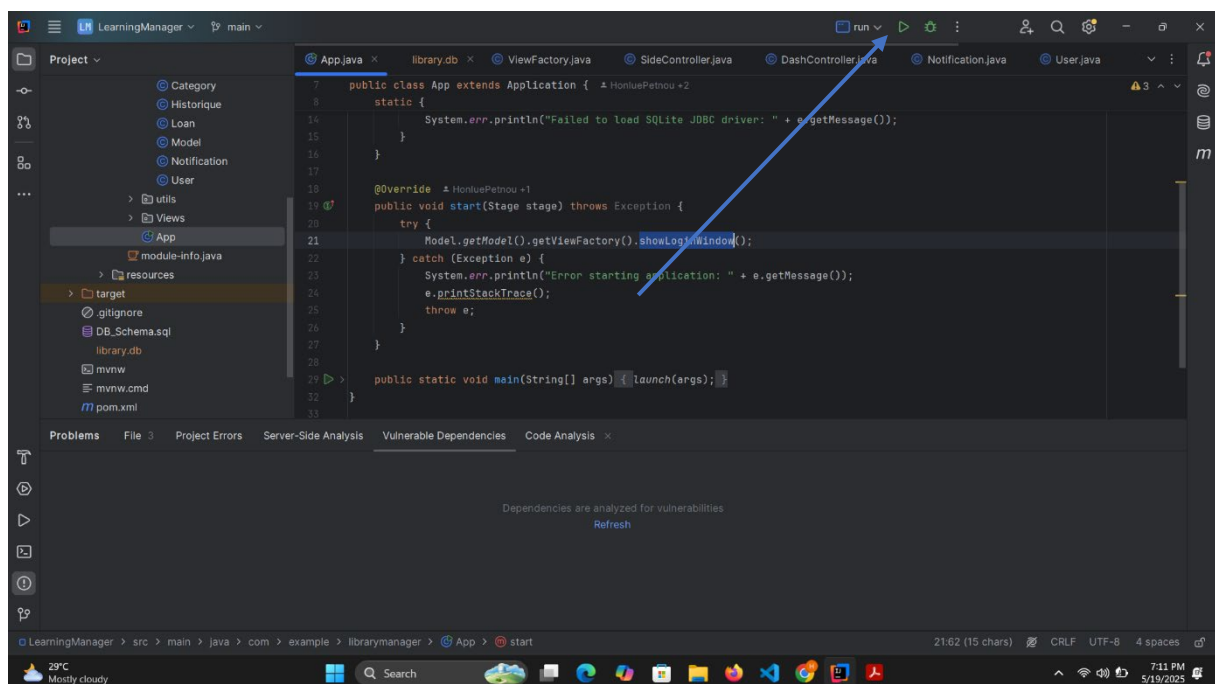 LM LearningManager main run
Project
App.java library.db ViewFactory.java SideController.java DashController.java Notification.java User.java
Category
Historique
Loan
Model
Notification
User
utils
Views
App
module-info.java
resources
target
.gitignore
DB_Schema.sql
library.db
mvnw
mvnw.cmd
pom.xml
7 public class App extends Application { HonluePetnou +2
8 static {
14 System.err.println("Failed to load SQLite JDBC driver: " + e.getMessage());
15 }
16 }
17
18 @Override HonluePetnou +1
19 public void start(Stage stage) throws Exception {
20 try {
21 Model.getModel().getViewFactory().showLoginWindow();
22 } catch (Exception e) {
23 System.err.println("Error starting application: " + e.getMessage());
24 e.printStackTrace();
25 throw e;
26 }
27 }
28
29 public static void main(String[] args) { launch(args); }
32 }
33
3
m
Problems File 3 Project Errors Server-Side Analysis Vulnerable Dependencies Code Analysis
Dependencies are analyzed for vulnerabilities
Refresh
LearningManager > src > main > java > com > example > librarymanager > App > start 21:62 (15 chars) CRLF UTF-8 4 spaces
29°C
Mostly cloudy
Search
7:11 PM
5/19/2025